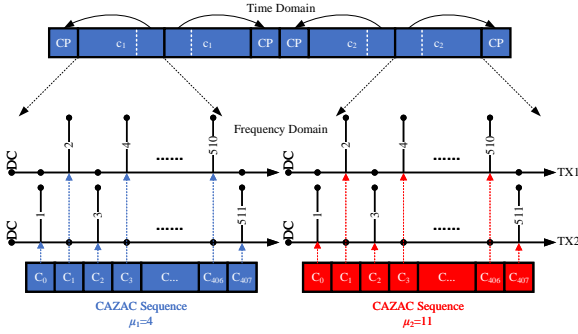 Time Domain
CP c1 c1 CP CP c2 c2 CP
Frequency Domain
DC 2 4 ...... 510 DC 2 4 ...... 510 TX1
DC 1 3 ...... 511 DC 1 3 ...... 511 TX2
C0 C1 C2 C3 C... C406 C407 C0 C1 C2 C3 C... C406 C407
CAZAC Sequence CAZAC Sequence
μ1=4 μ2=11